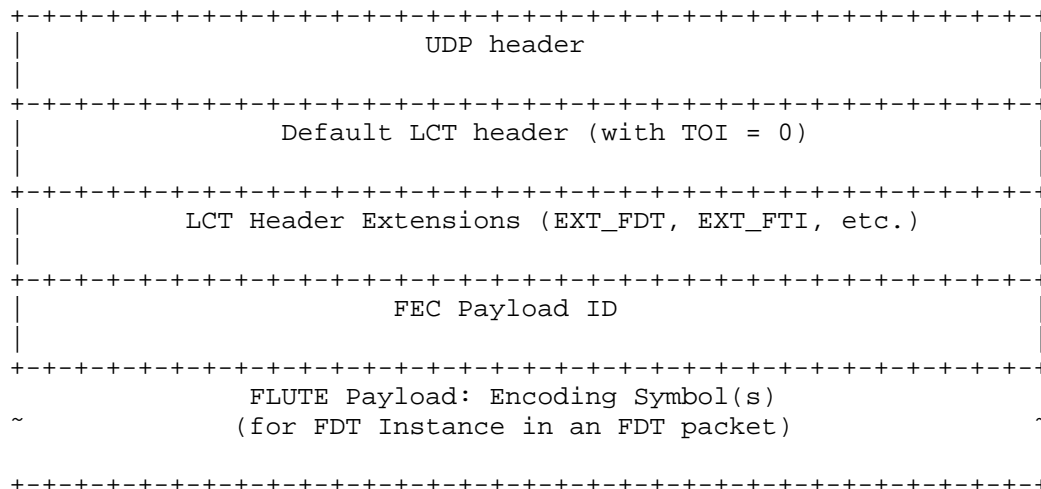 +-+-+-+-+-+-+-+-+-+-+-+-+-+-+-+-+-+-+-+-+-+-+-+-+-+-+-+-+-+-+-+-+
|                         UDP header                            |
|                                                               |
+-+-+-+-+-+-+-+-+-+-+-+-+-+-+-+-+-+-+-+-+-+-+-+-+-+-+-+-+-+-+-+-+
|                Default LCT header (with TOI = 0)              |
|                                                               |
+-+-+-+-+-+-+-+-+-+-+-+-+-+-+-+-+-+-+-+-+-+-+-+-+-+-+-+-+-+-+-+-+
|          LCT Header Extensions (EXT_FDT, EXT_FTI, etc.)       |
|                                                               |
+-+-+-+-+-+-+-+-+-+-+-+-+-+-+-+-+-+-+-+-+-+-+-+-+-+-+-+-+-+-+-+-+
|                       FEC Payload ID                          |
|                                                               |
+-+-+-+-+-+-+-+-+-+-+-+-+-+-+-+-+-+-+-+-+-+-+-+-+-+-+-+-+-+-+-+-+
               FLUTE Payload: Encoding Symbol(s)
~             (for FDT Instance in an FDT packet)               ~
+-+-+-+-+-+-+-+-+-+-+-+-+-+-+-+-+-+-+-+-+-+-+-+-+-+-+-+-+-+-+-+-+